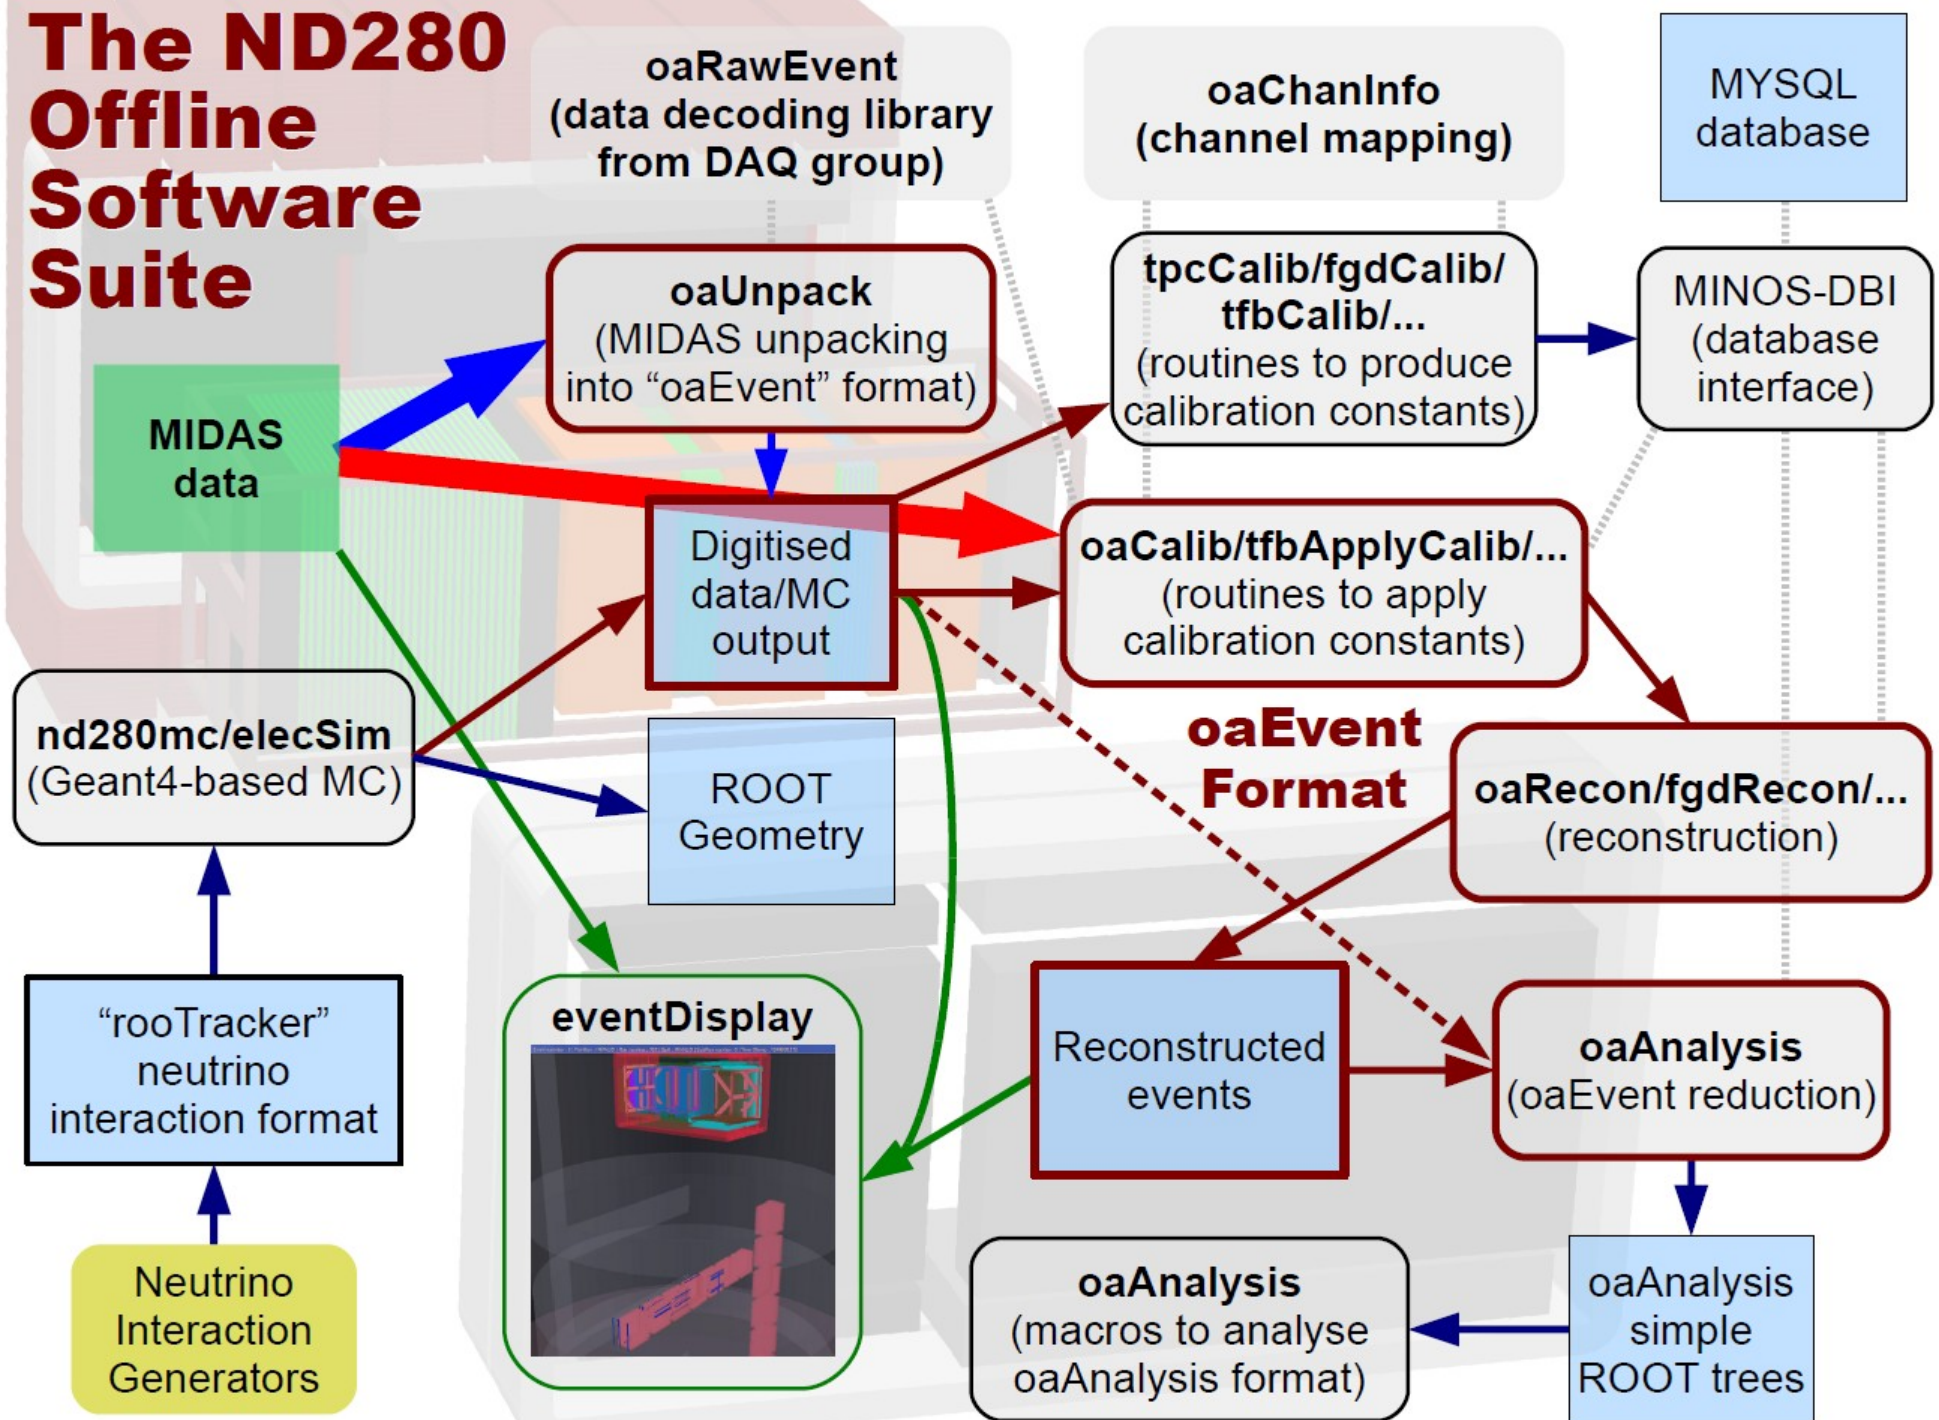 The ND280
Offline
Software
Suite
oaRawEvent
(data decoding library
from DAQ group)
oaChanInfo
(channel mapping)
MYSQL
database
oaUnpack
(MIDAS unpacking
into “oaEvent” format)
tpcCalib/fgdCalib/
tfbCalib/...
(routines to produce
calibration constants)
MINOS-DBI
(database
interface)
MIDAS
data
Digitised
data/MC
output
oaCalib/tfbApplyCalib/...
(routines to apply
calibration constants)
nd280mc/elecSim
(Geant4-based MC)
ROOT
Geometry
oaEvent
Format
oaRecon/fgdRecon/...
(reconstruction)
“rooTracker”
neutrino
interaction format
eventDisplay
Reconstructed
events
oaAnalysis
(oaEvent reduction)
Neutrino
Interaction
Generators
oaAnalysis
(macros to analyse
oaAnalysis format)
oaAnalysis
simple
ROOT trees